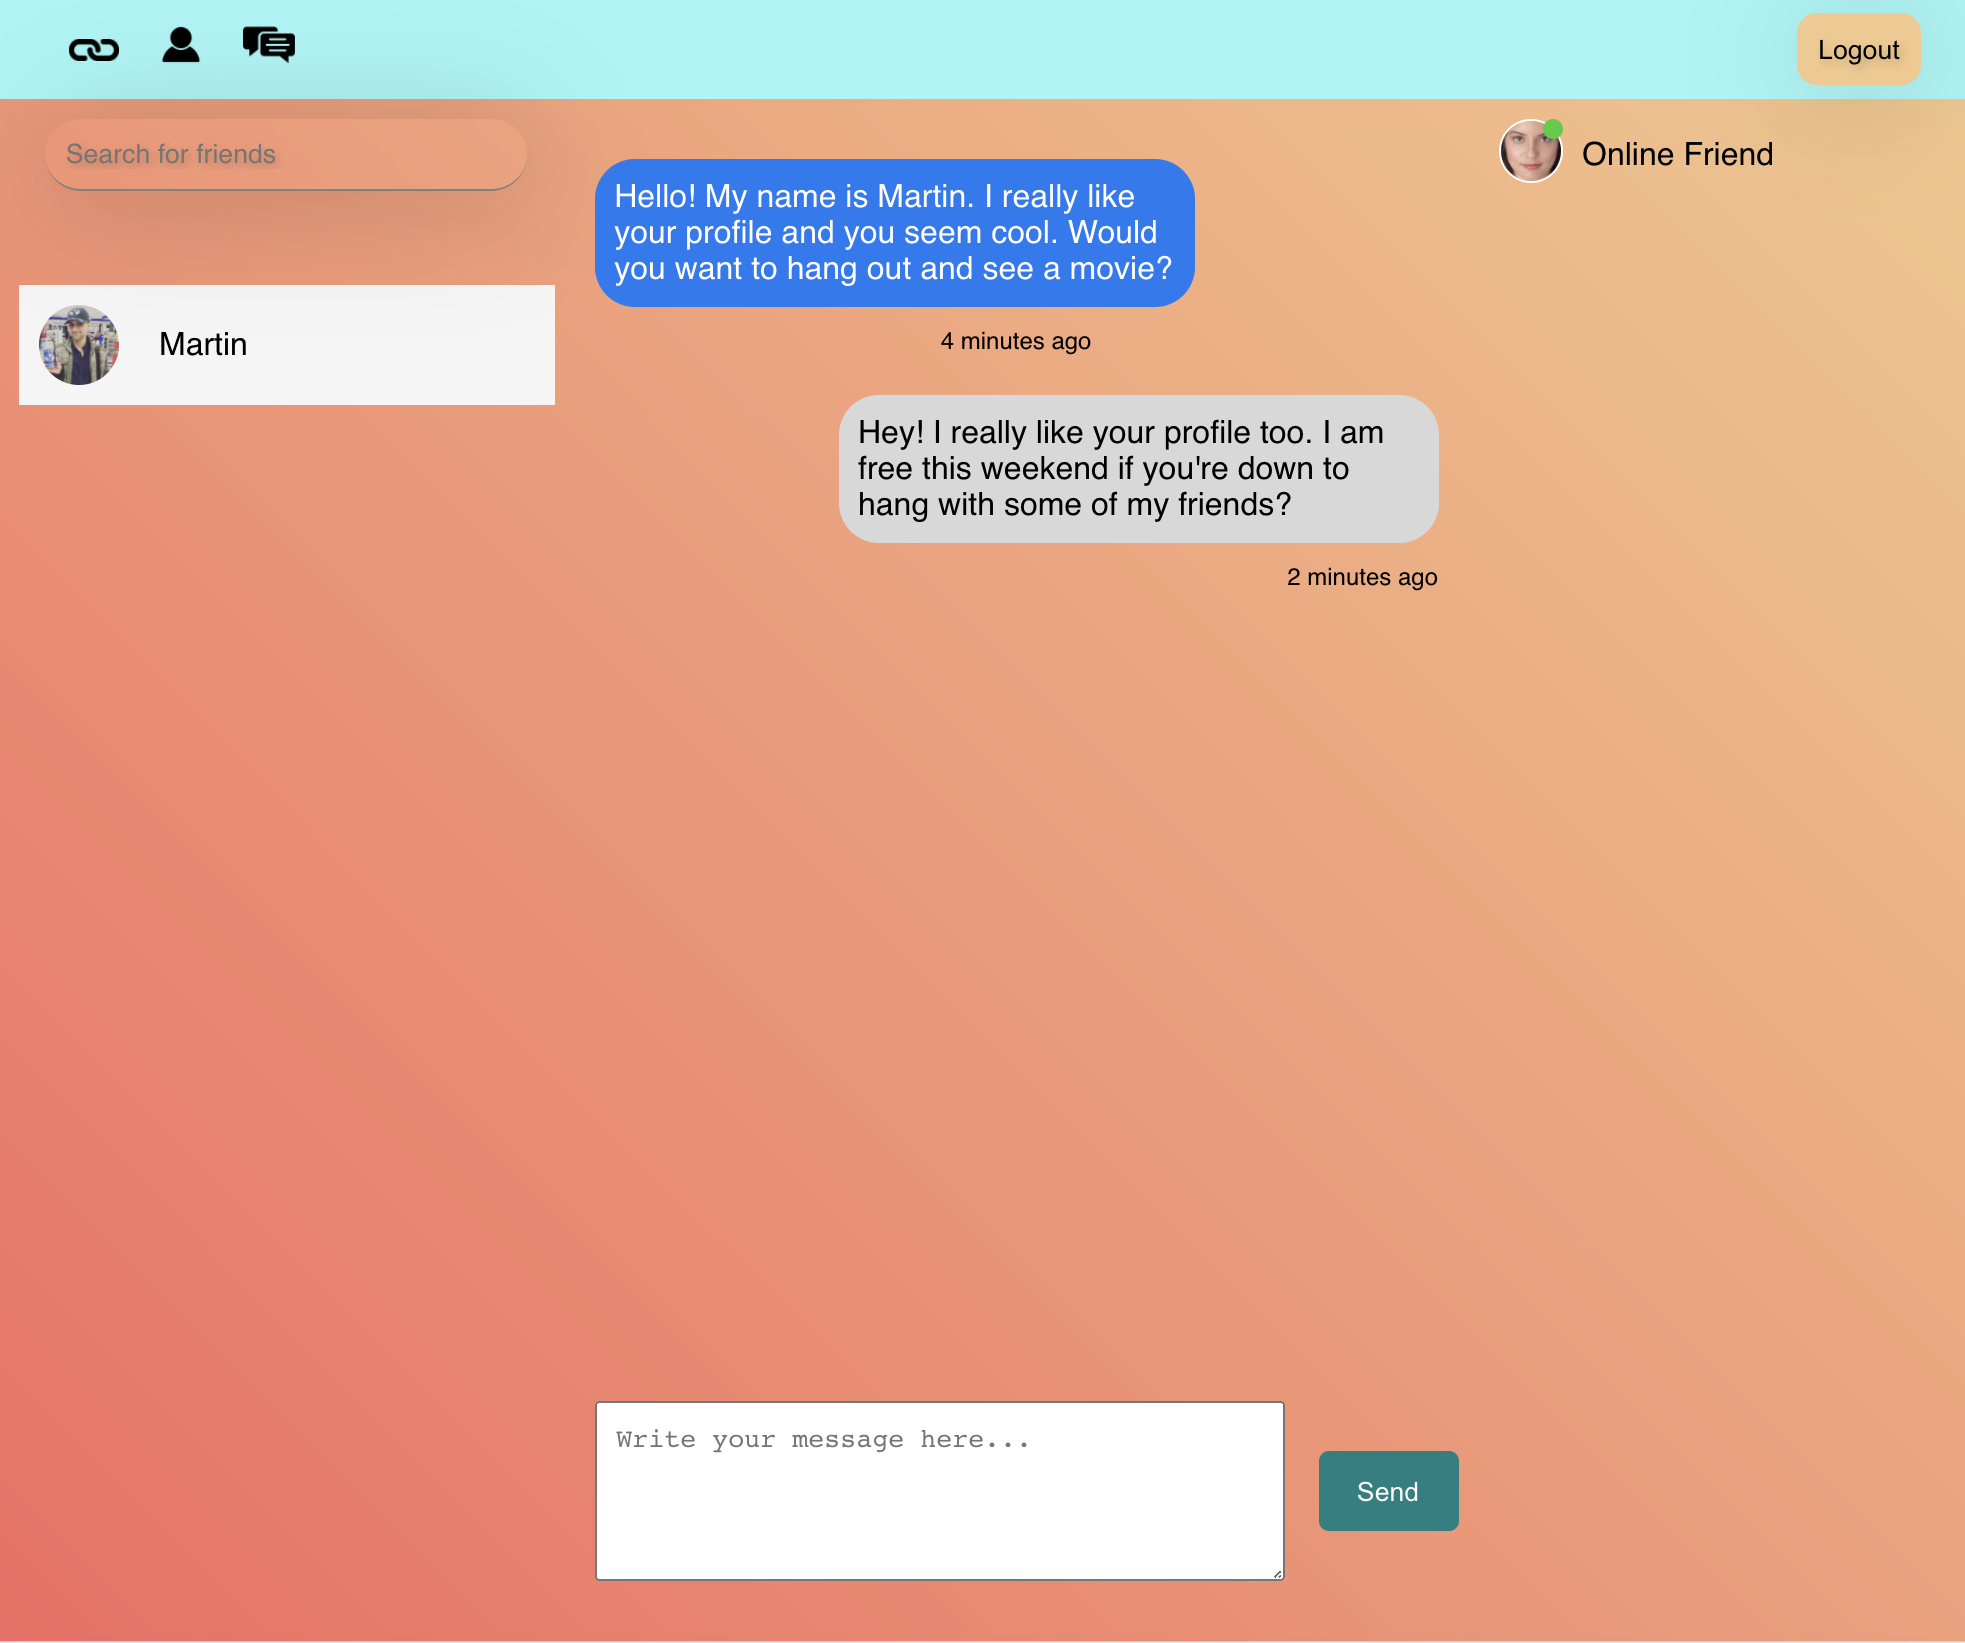 Logout
Search for friends
Martin
Hello! My name is Martin. I really like
your profile and you seem cool. Would
you want to hang out and see a movie?
4 minutes ago
Hey! I really like your profile too. I am
free this weekend if you're down to
hang with some of my friends?
2 minutes ago
Write your message here...
Send
Online Friend